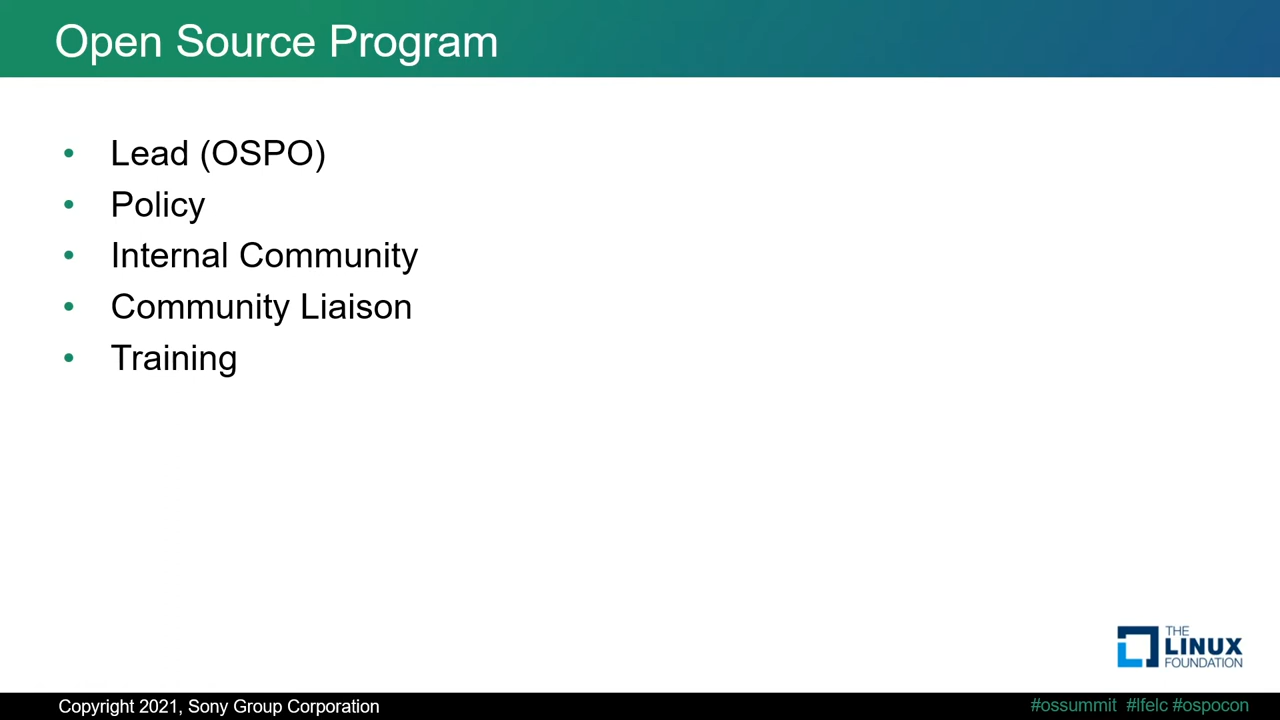 Open Source Program
• Lead (OSPO)
• Policy
• Internal Community
• Community Liaison
• Training
THE
LINUX
FOUNDATION
Copyright 2021, Sony Group Corporation
#ossummit #lfelc #ospocon